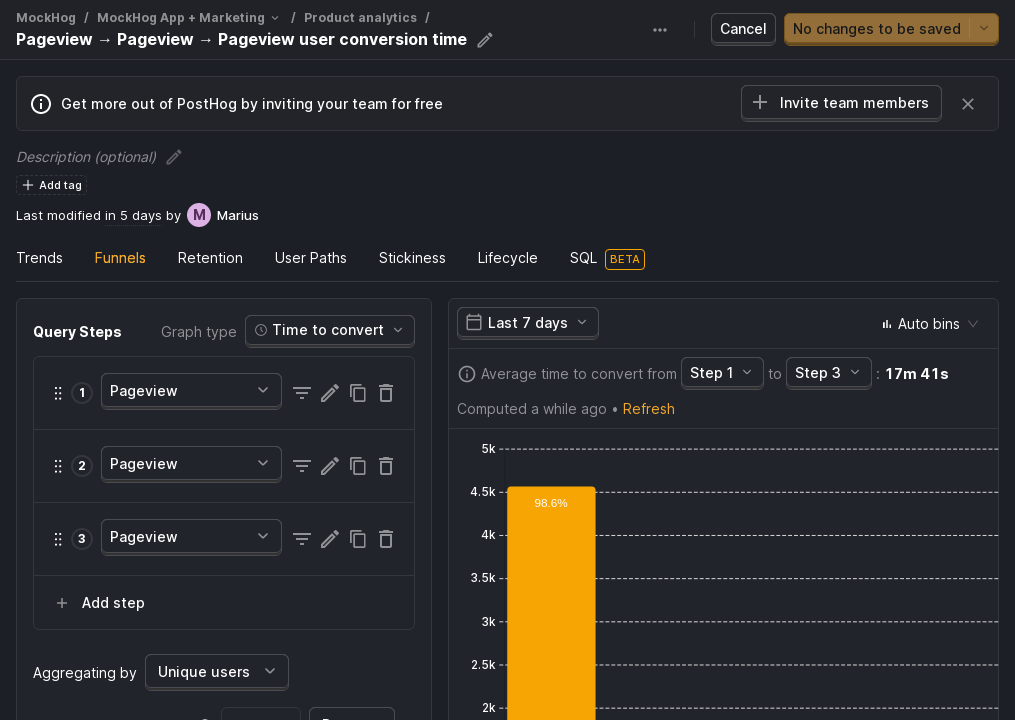 MockHog / MockHog App + Marketing / Product analytics /
Pageview → Pageview → Pageview user conversion time
Cancel
No changes to be saved
Get more out of PostHog by inviting your team for free
Invite team members
Description (optional)
Add tag
Last modified in 5 days by M Marius
Trends Funnels Retention User Paths Stickiness Lifecycle SQL BETA
Query Steps Graph type Time to convert
1 Pageview
2 Pageview
3 Pageview
Add step
Aggregating by Unique users
Last 7 days Auto bins
Average time to convert from Step 1 to Step 3 : 17m 41s
Computed a while ago • Refresh
5k
4.5k
98.6%
4k
3.5k
3k
2.5k
2k